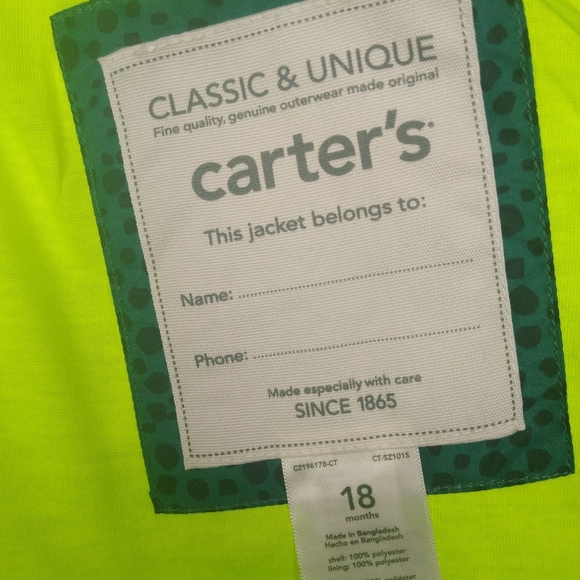 CLASSIC & UNIQUE
Fine quality, genuine outerwear made original
carter's
This jacket belongs to:
Name:
Phone:
Made especially with care
SINCE 1865
C2196178-CT CT-SZ1015
18
months
Made in Bangladesh
Hecho en Bangladesh
shell: 100% polyester
lining: 100% polyester